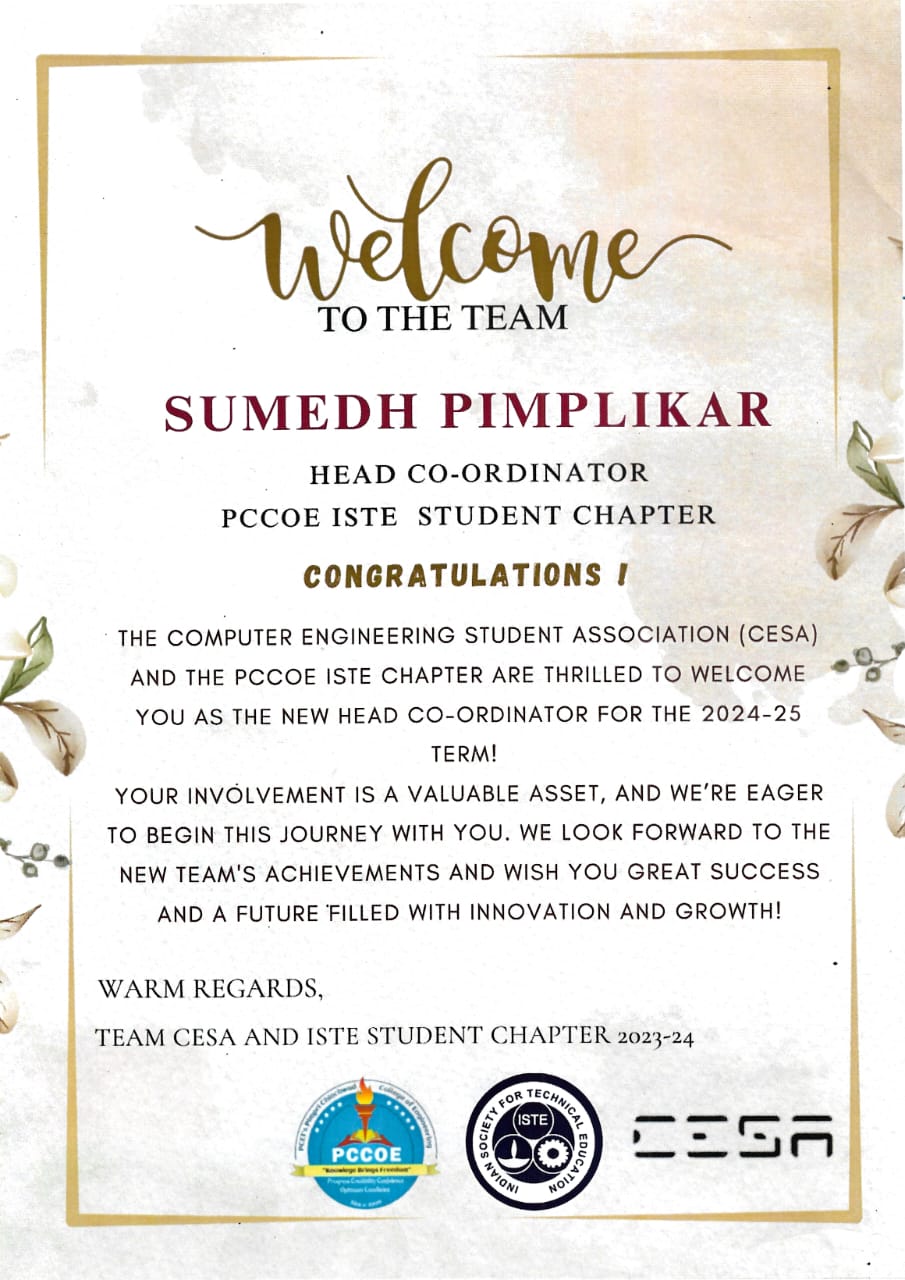 Welcome
TO THE TEAM
SUMEDH PIMPLIKAR
HEAD CO-ORDINATOR
PCCOE ISTE STUDENT CHAPTER
CONGRATULATIONS !
THE COMPUTER ENGINEERING STUDENT ASSOCIATION (CESA)
AND THE PCCOE ISTE CHAPTER ARE THRILLED TO WELCOME
YOU AS THE NEW HEAD CO-ORDINATOR FOR THE 2024-25
TERM!
YOUR INVOLVEMENT IS A VALUABLE ASSET, AND WE'RE EAGER
TO BEGIN THIS JOURNEY WITH YOU. WE LOOK FORWARD TO THE
NEW TEAM'S ACHIEVEMENTS AND WISH YOU GREAT SUCCESS
AND A FUTURE FILLED WITH INNOVATION AND GROWTH!
WARM REGARDS,
TEAM CESA AND ISTE STUDENT CHAPTER 2023-24
PCET's Pimpri Chinchwad College of Engineering
PCCOE
"Knowledge Brings Freedom"
Progress Credibility Confidence
Optimism Excellence
INDIAN SOCIETY FOR TECHNICAL EDUCATION
ISTE
CESA